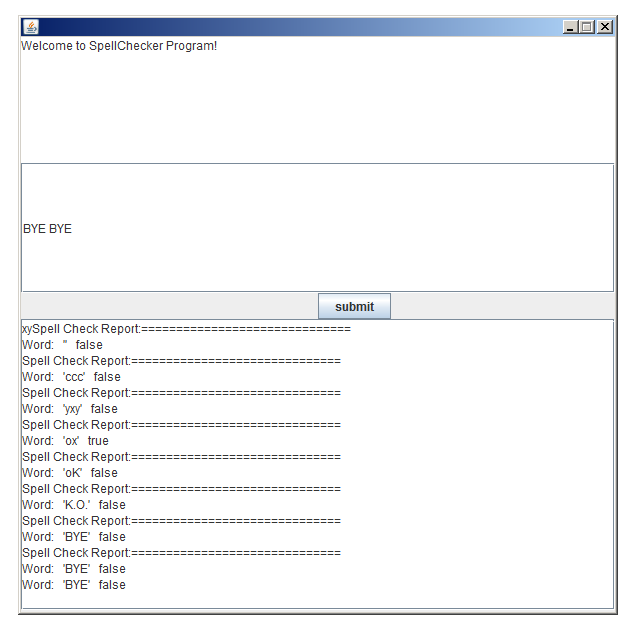 Welcome to SpellChecker Program!
BYE BYE
submit
xySpell Check Report:==============================
Word:  ''  false
Spell Check Report:==============================
Word:  'ccc'  false
Spell Check Report:==============================
Word:  'yxy'  false
Spell Check Report:==============================
Word:  'ox'  true
Spell Check Report:==============================
Word:  'oK'  false
Spell Check Report:==============================
Word:  'K.O.'  false
Spell Check Report:==============================
Word:  'BYE'  false
Spell Check Report:==============================
Word:  'BYE'  false
Word:  'BYE'  false